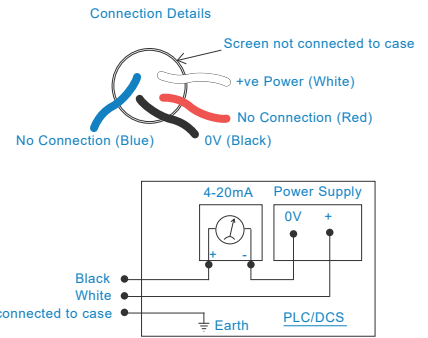 Connection Details
Screen not connected to case
+ve Power (White)
No Connection (Red)
No Connection (Blue)
0V (Black)
4-20mA
Power Supply
0V +
+ -
Black
White
connected to case
Earth
PLC/DCS